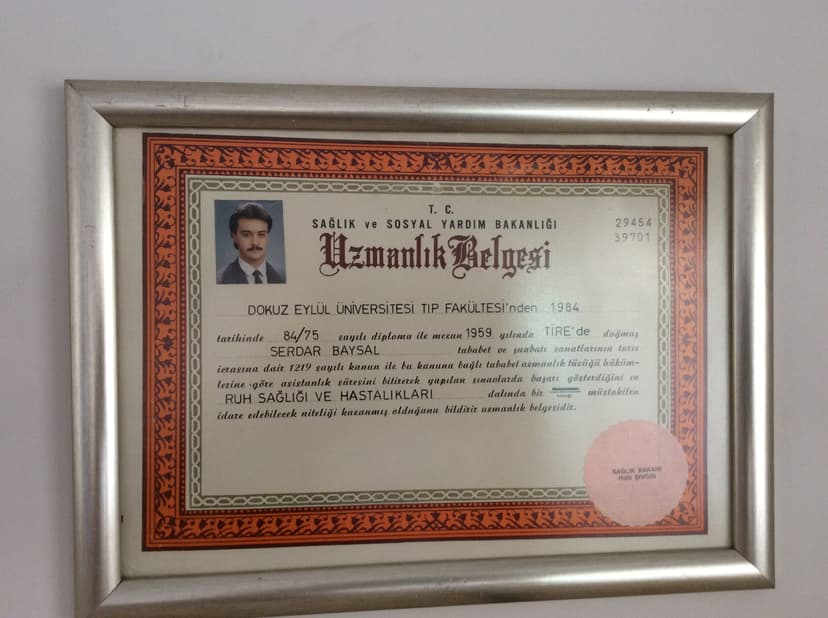 T. C.
SAĞLIK ve SOSYAL YARDIM BAKANLIĞI
29454
39701
Uzmanlık Belgesi
DOKUZ EYLÜL ÜNİVERSİTESİ TIP FAKÜLTESİ'nden 1984
tarihinde 84/75 sayılı diploma ile mezun 1959 yılında TİRE'de doğmuş
SERDAR BAYSAL tababet ve şuabatı sanatlarının tarzı
icrasına dair 1219 sayılı kanun ile bu kanuna bağlı tababet uzmanlık tüzüğü hüküm-
lerine göre asistanlık süresini bitirerek yapılan sınavlarda başarı gösterdiğini ve
RUH SAĞLIĞI VE HASTALIKLARI dalında bir müstakilen
idare edebilecek niteliği kazanmış olduğunu bildirir uzmanlık belgesidir.
SAĞLIK BAKANI
Halil ŞIVGIN